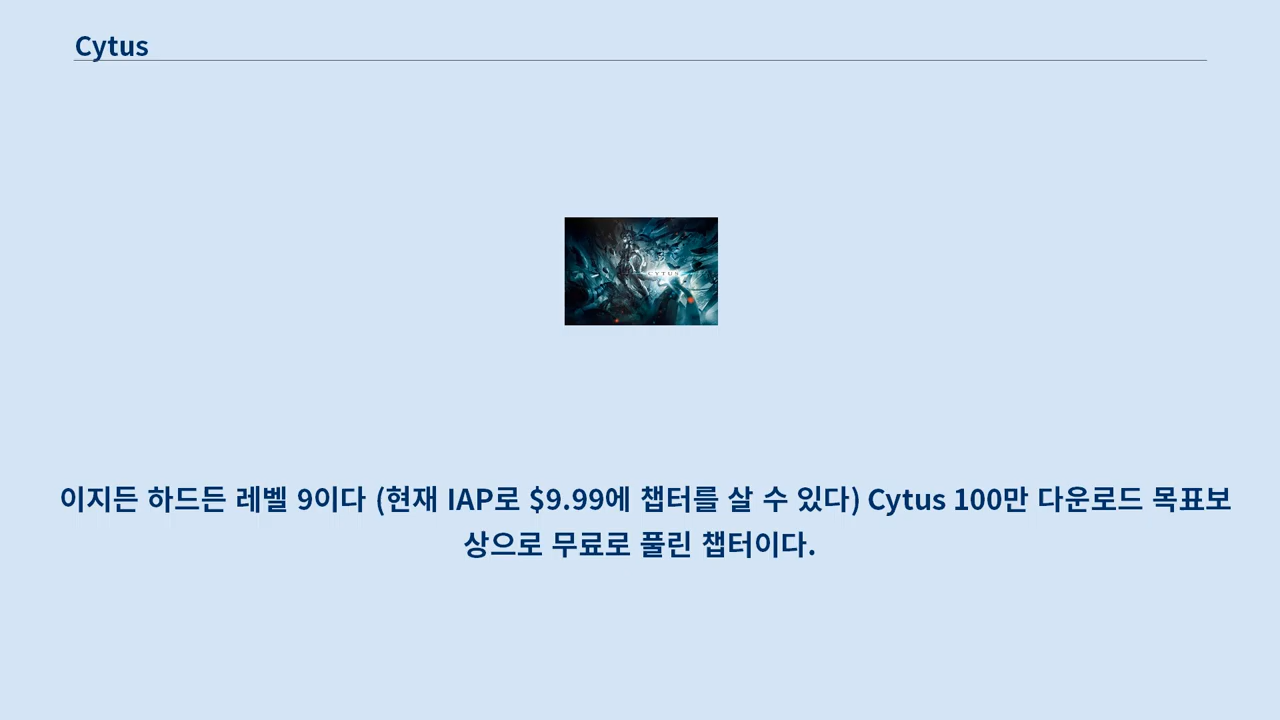 Cytus
CYTUS
이지든 하드든 레벨 9이다 (현재 IAP로 $9.99에 챕터를 살 수 있다) Cytus 100만 다운로드 목표보
상으로 무료로 풀린 챕터이다.